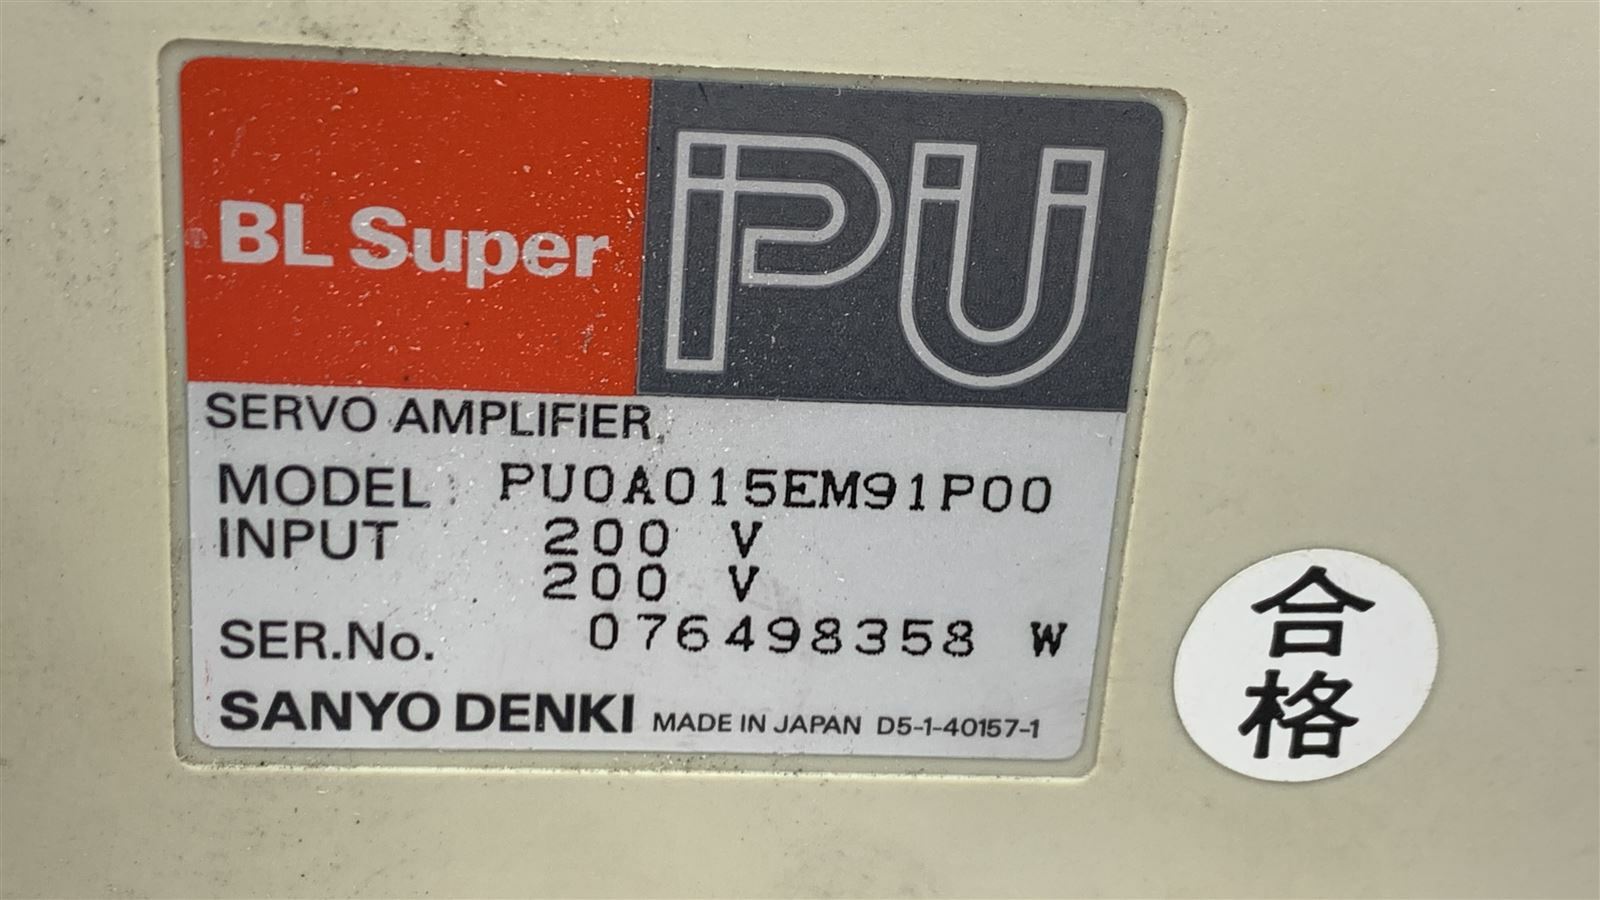 BL Super PU
SERVO AMPLIFIER
MODEL PU0A015EM91P00
INPUT 200 V
200 V
SER.No. 076498358 W
SANYO DENKI MADE IN JAPAN D5-1-40157-1
合
格